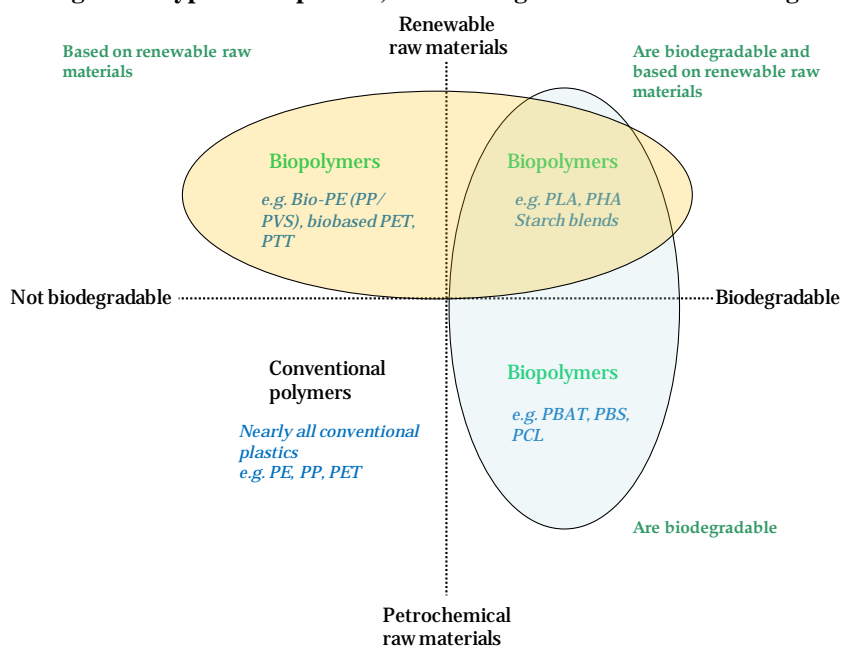 Renewable
raw materials
Based on renewable raw
materials
Are biodegradable and
based on renewable raw
materials
Biopolymers
e.g. Bio-PE (PP/
PVS), biobased PET,
PTT
Biopolymers
e.g. PLA, PHA
Starch blends
Not biodegradable
Biodegradable
Conventional
polymers
Nearly all conventional
plastics
e.g. PE, PP, PET
Biopolymers
e.g. PBAT, PBS,
PCL
Are biodegradable
Petrochemical
raw materials